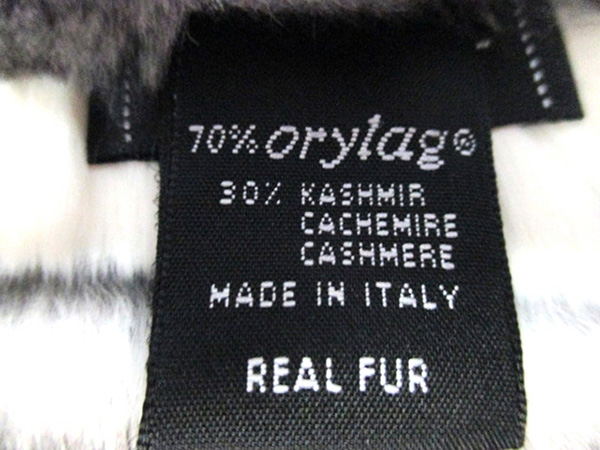 70% orylag®
30% KASHMIR
CACHEMIRE
CASHMERE
MADE IN ITALY
REAL FUR